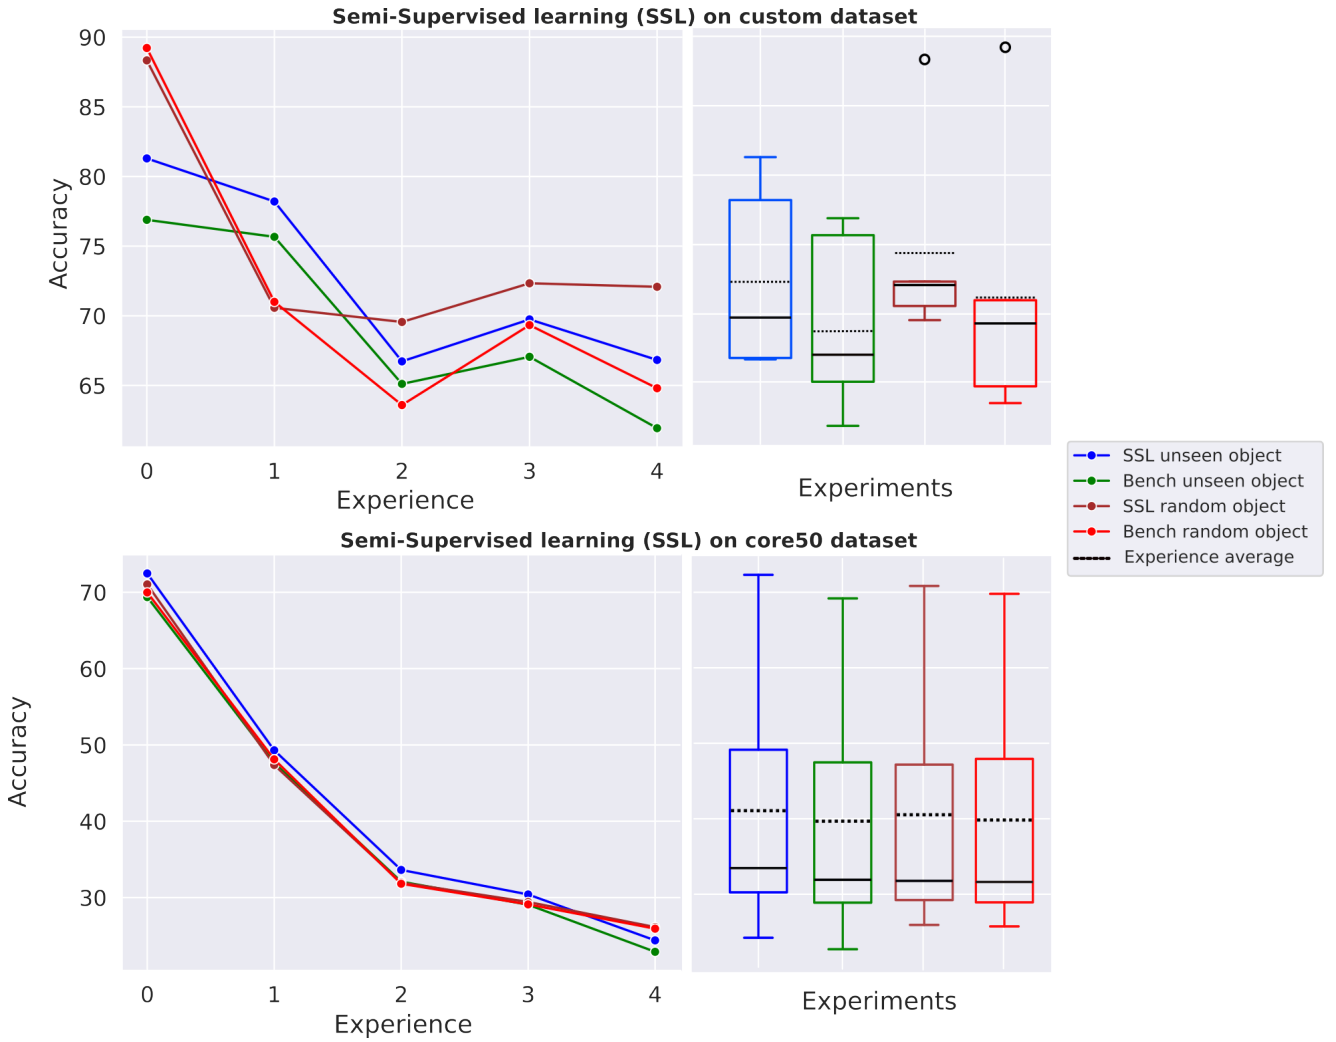 Semi-Supervised learning (SSL) on custom dataset
90
85
80
75
70
65
Accuracy
0 1 2 3 4
Experience
Experiments
SSL unseen object
Bench unseen object
SSL random object
Bench random object
Experience average
Semi-Supervised learning (SSL) on core50 dataset
70
60
50
40
30
Accuracy
0 1 2 3 4
Experience
Experiments